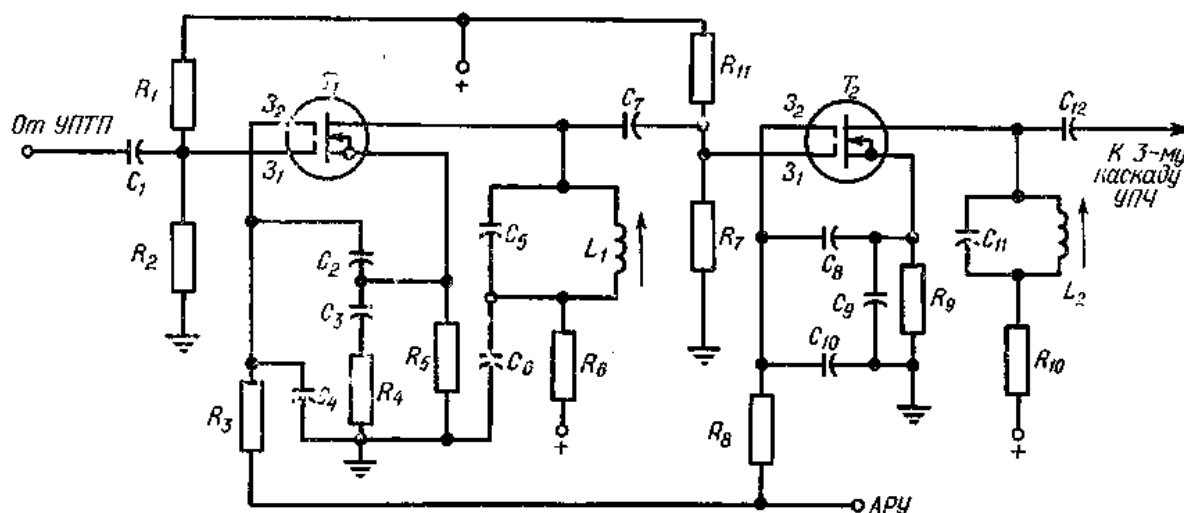 R11
R1
T1
T2
C7
C12
З2
З2
От УПТП
C1
З1
З1
К 3-му
каскаду
УПЧ
R2
C2
C5
L1
R7
C8
C11
L2
C3
C9
R9
R5
C6
R6
C10
R10
R3
C4
R4
R8
+
+
+
АРУ